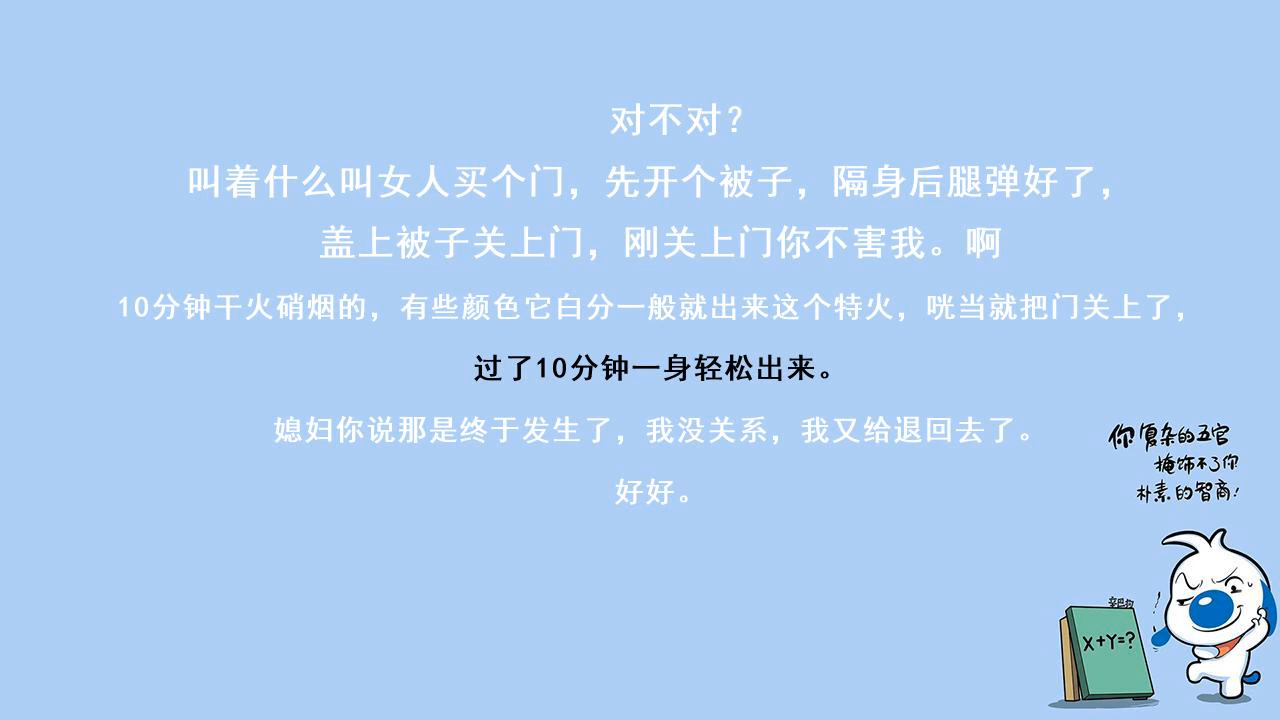 对不对？
叫着什么叫女人买个门，先开个被子，隔身后腿弹好了，
盖上被子关上门，刚关上门你不害我。啊
10分钟干火硝烟的，有些颜色它白分一般就出来这个特火，咣当就把门关上了，
过了10分钟一身轻松出来。
媳妇你说那是终于发生了，我没关系，我又给退回去了。
好好。
你复杂的五官
掩饰不了你
朴素的智商！
X+Y=?